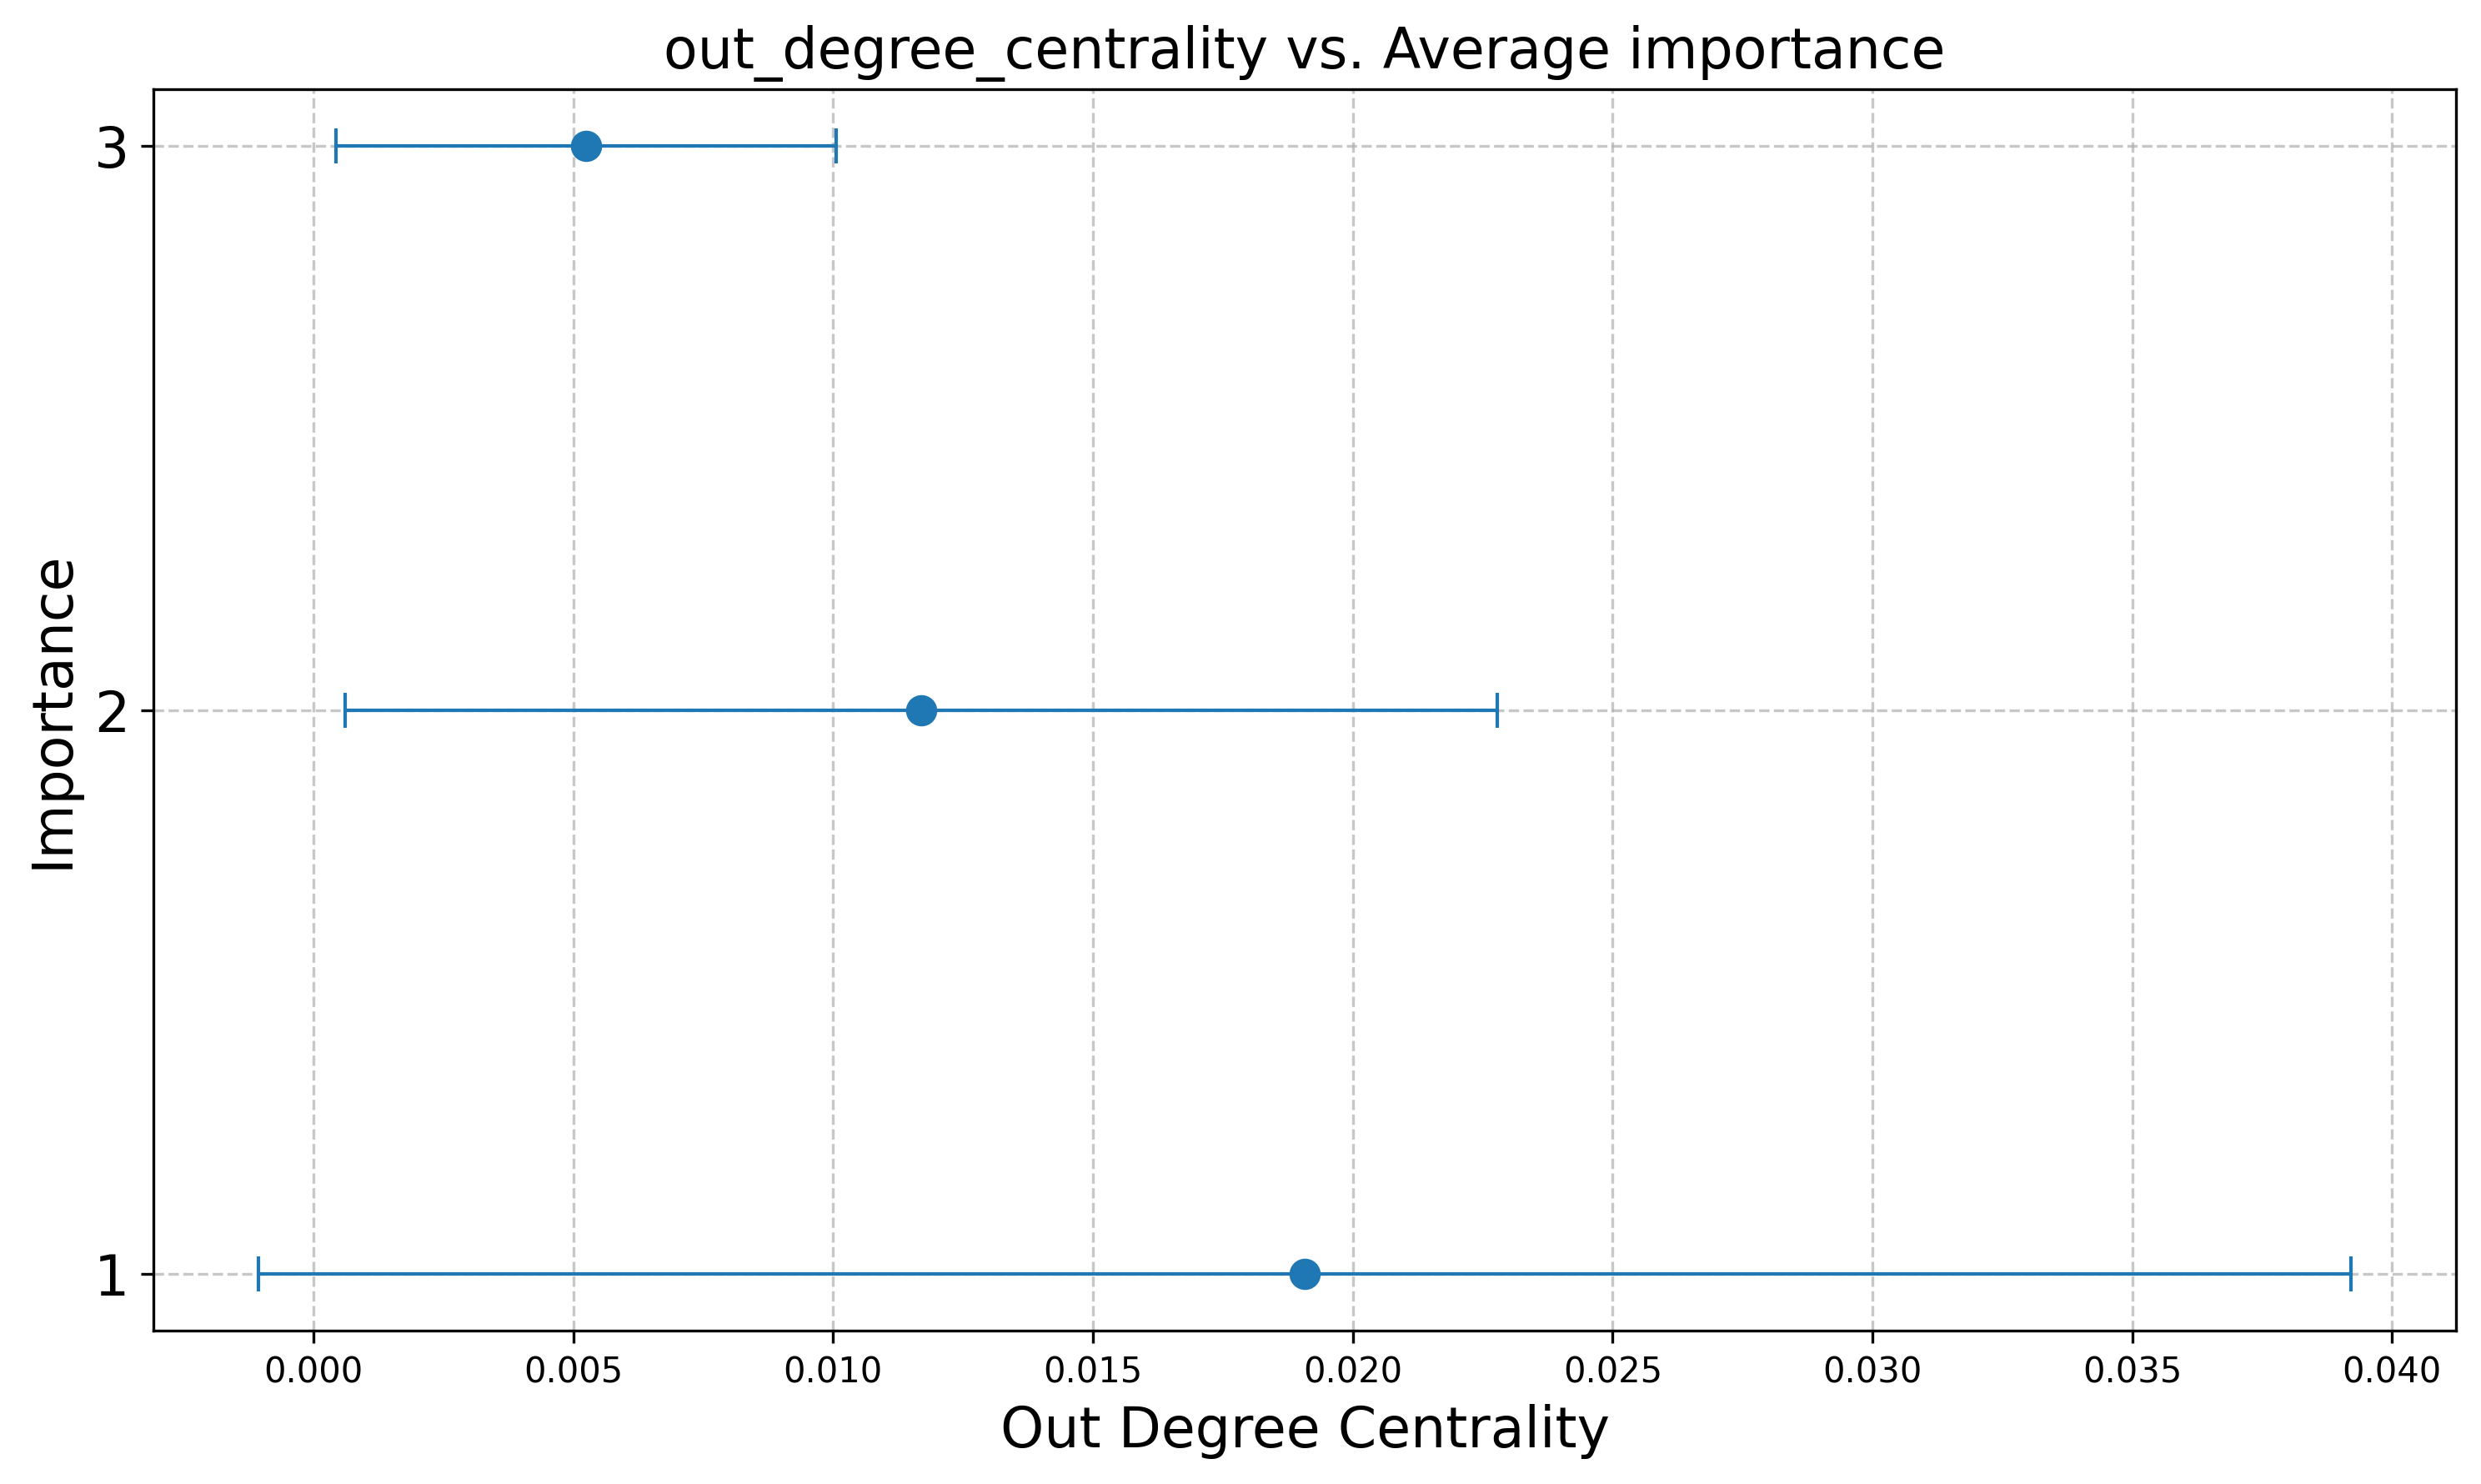 out_degree_centrality vs. Average importance
3
2
1
Importance
0.000 0.005 0.010 0.015 0.020 0.025 0.030 0.035 0.040
Out Degree Centrality